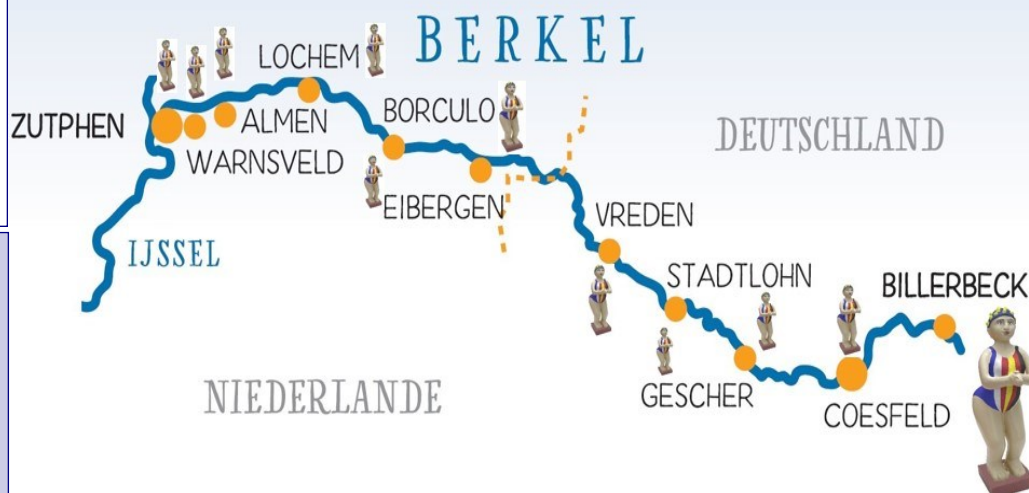 BERKEL
LOCHEM
BORCULO
DEUTSCHLAND
ZUTPHEN
ALMEN
WARNSVELD
EIBERGEN
VREDEN
IJSSEL
STADTLOHN
BILLERBECK
NIEDERLANDE
GESCHER
COESFELD